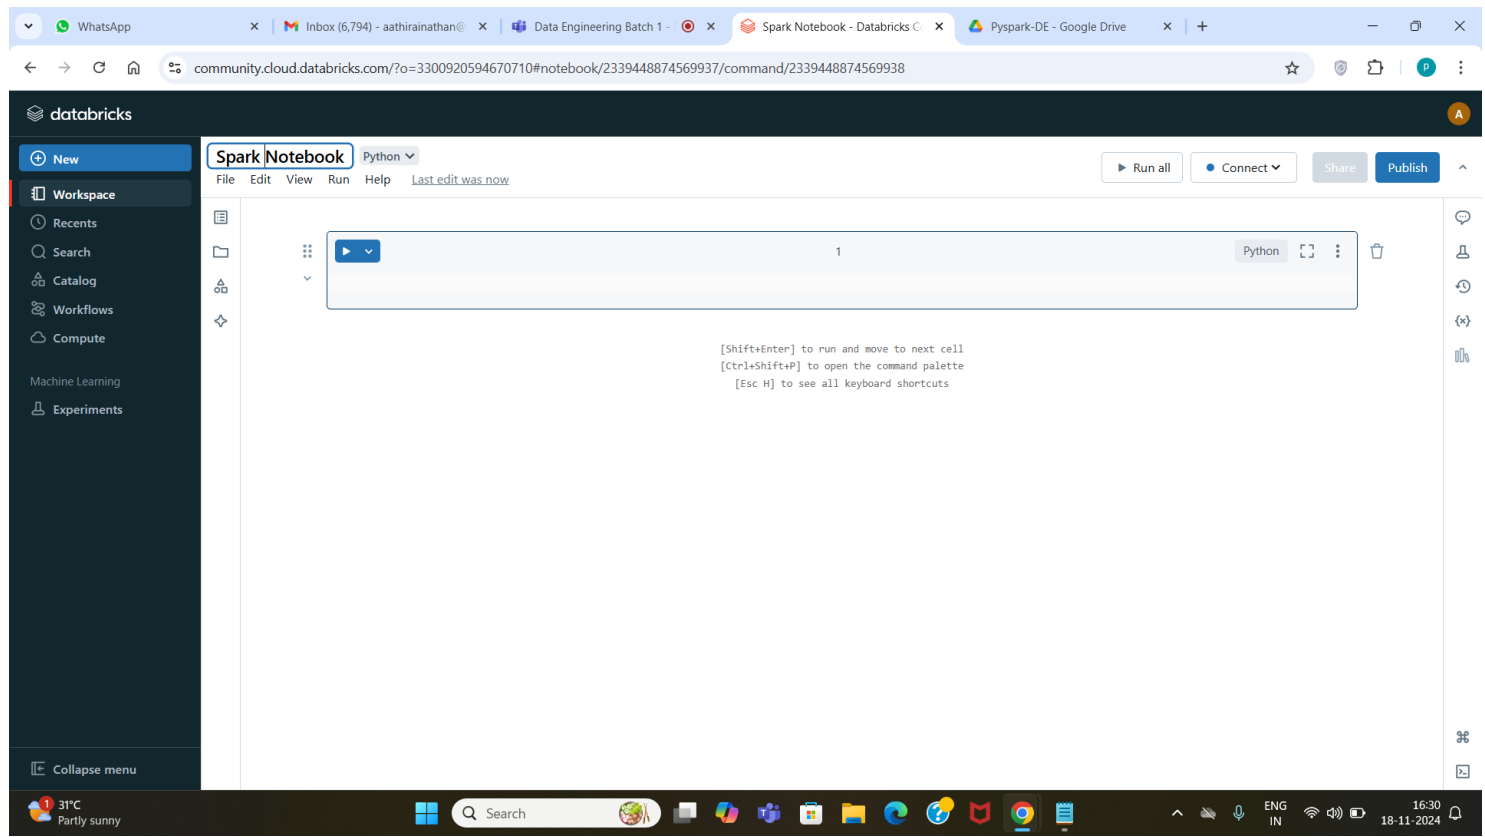 WhatsApp
Inbox (6,794) - aathirainathan@
Data Engineering Batch 1 -
Spark Notebook - Databricks C
Pyspark-DE - Google Drive
community.cloud.databricks.com/?o=3300920594670710#notebook/2339448874569937/command/2339448874569938
P
databricks
A
New
Spark Notebook
Python
File Edit View Run Help Last edit was now
Run all
Connect
Share
Publish
Workspace
Recents
Search
Catalog
Workflows
Compute
Machine Learning
Experiments
1
Python
[Shift+Enter] to run and move to next cell
[Ctrl+Shift+P] to open the command palette
[Esc H] to see all keyboard shortcuts
Collapse menu
1
31°C
Partly sunny
Search
ENG
IN
16:30
18-11-2024